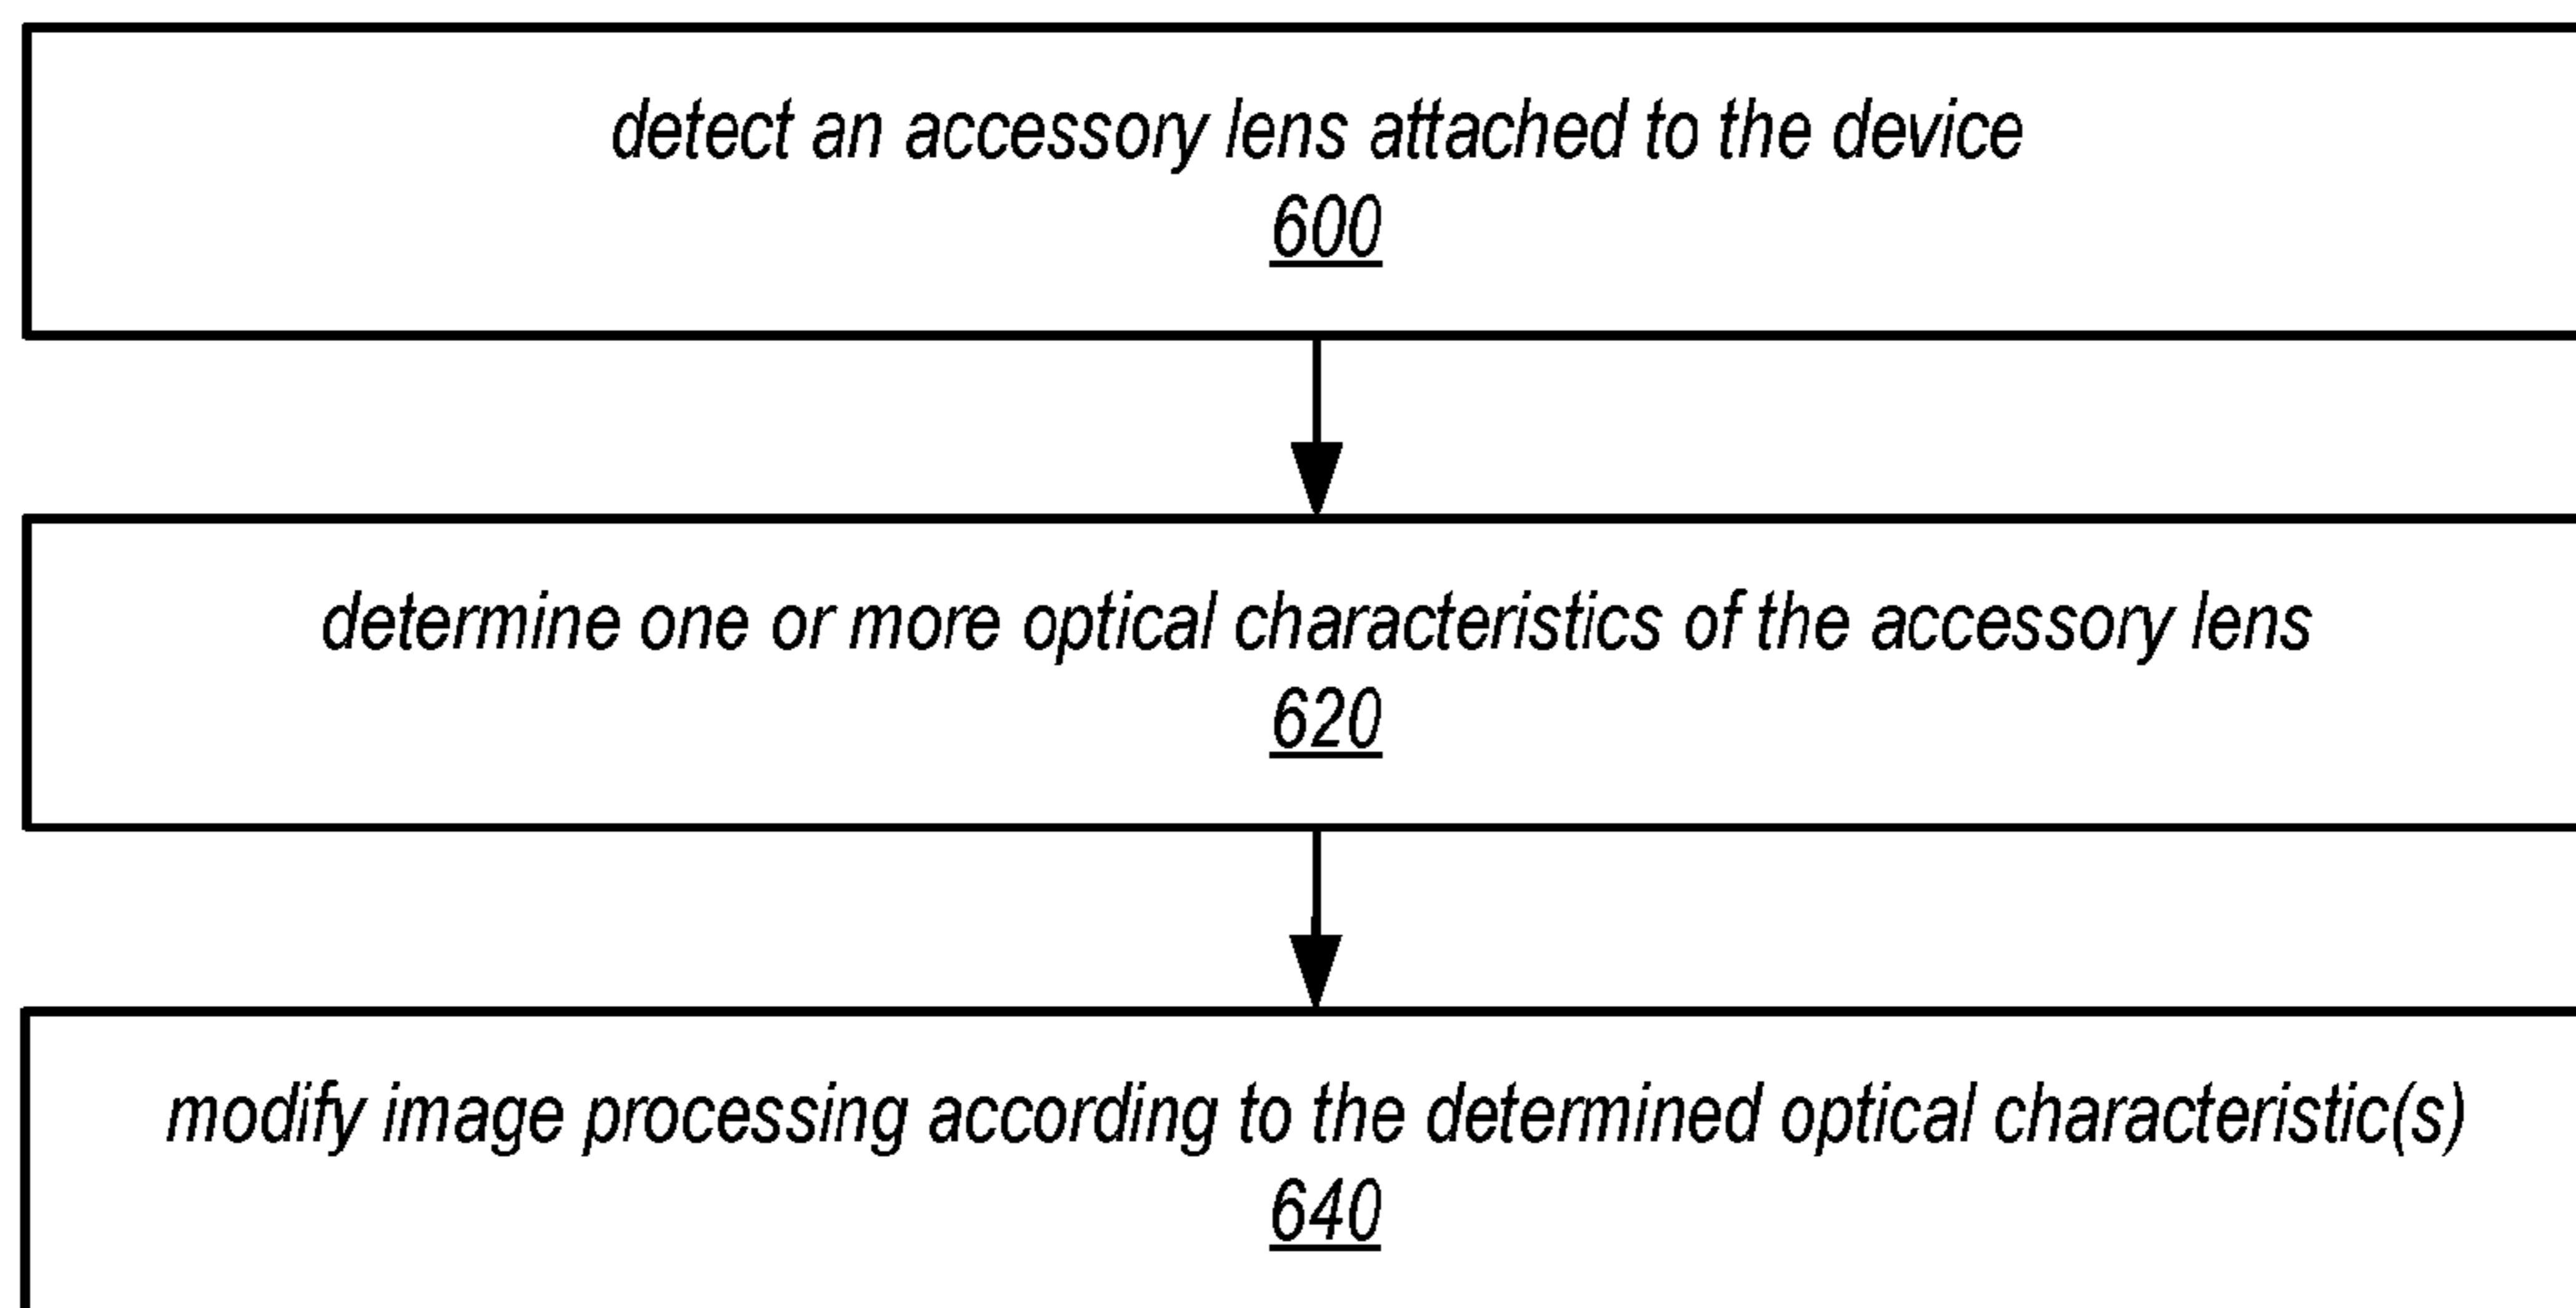 detect an accessory lens attached to the device
600
determine one or more optical characteristics of the accessory lens
620
modify image processing according to the determined optical characteristic(s)
640